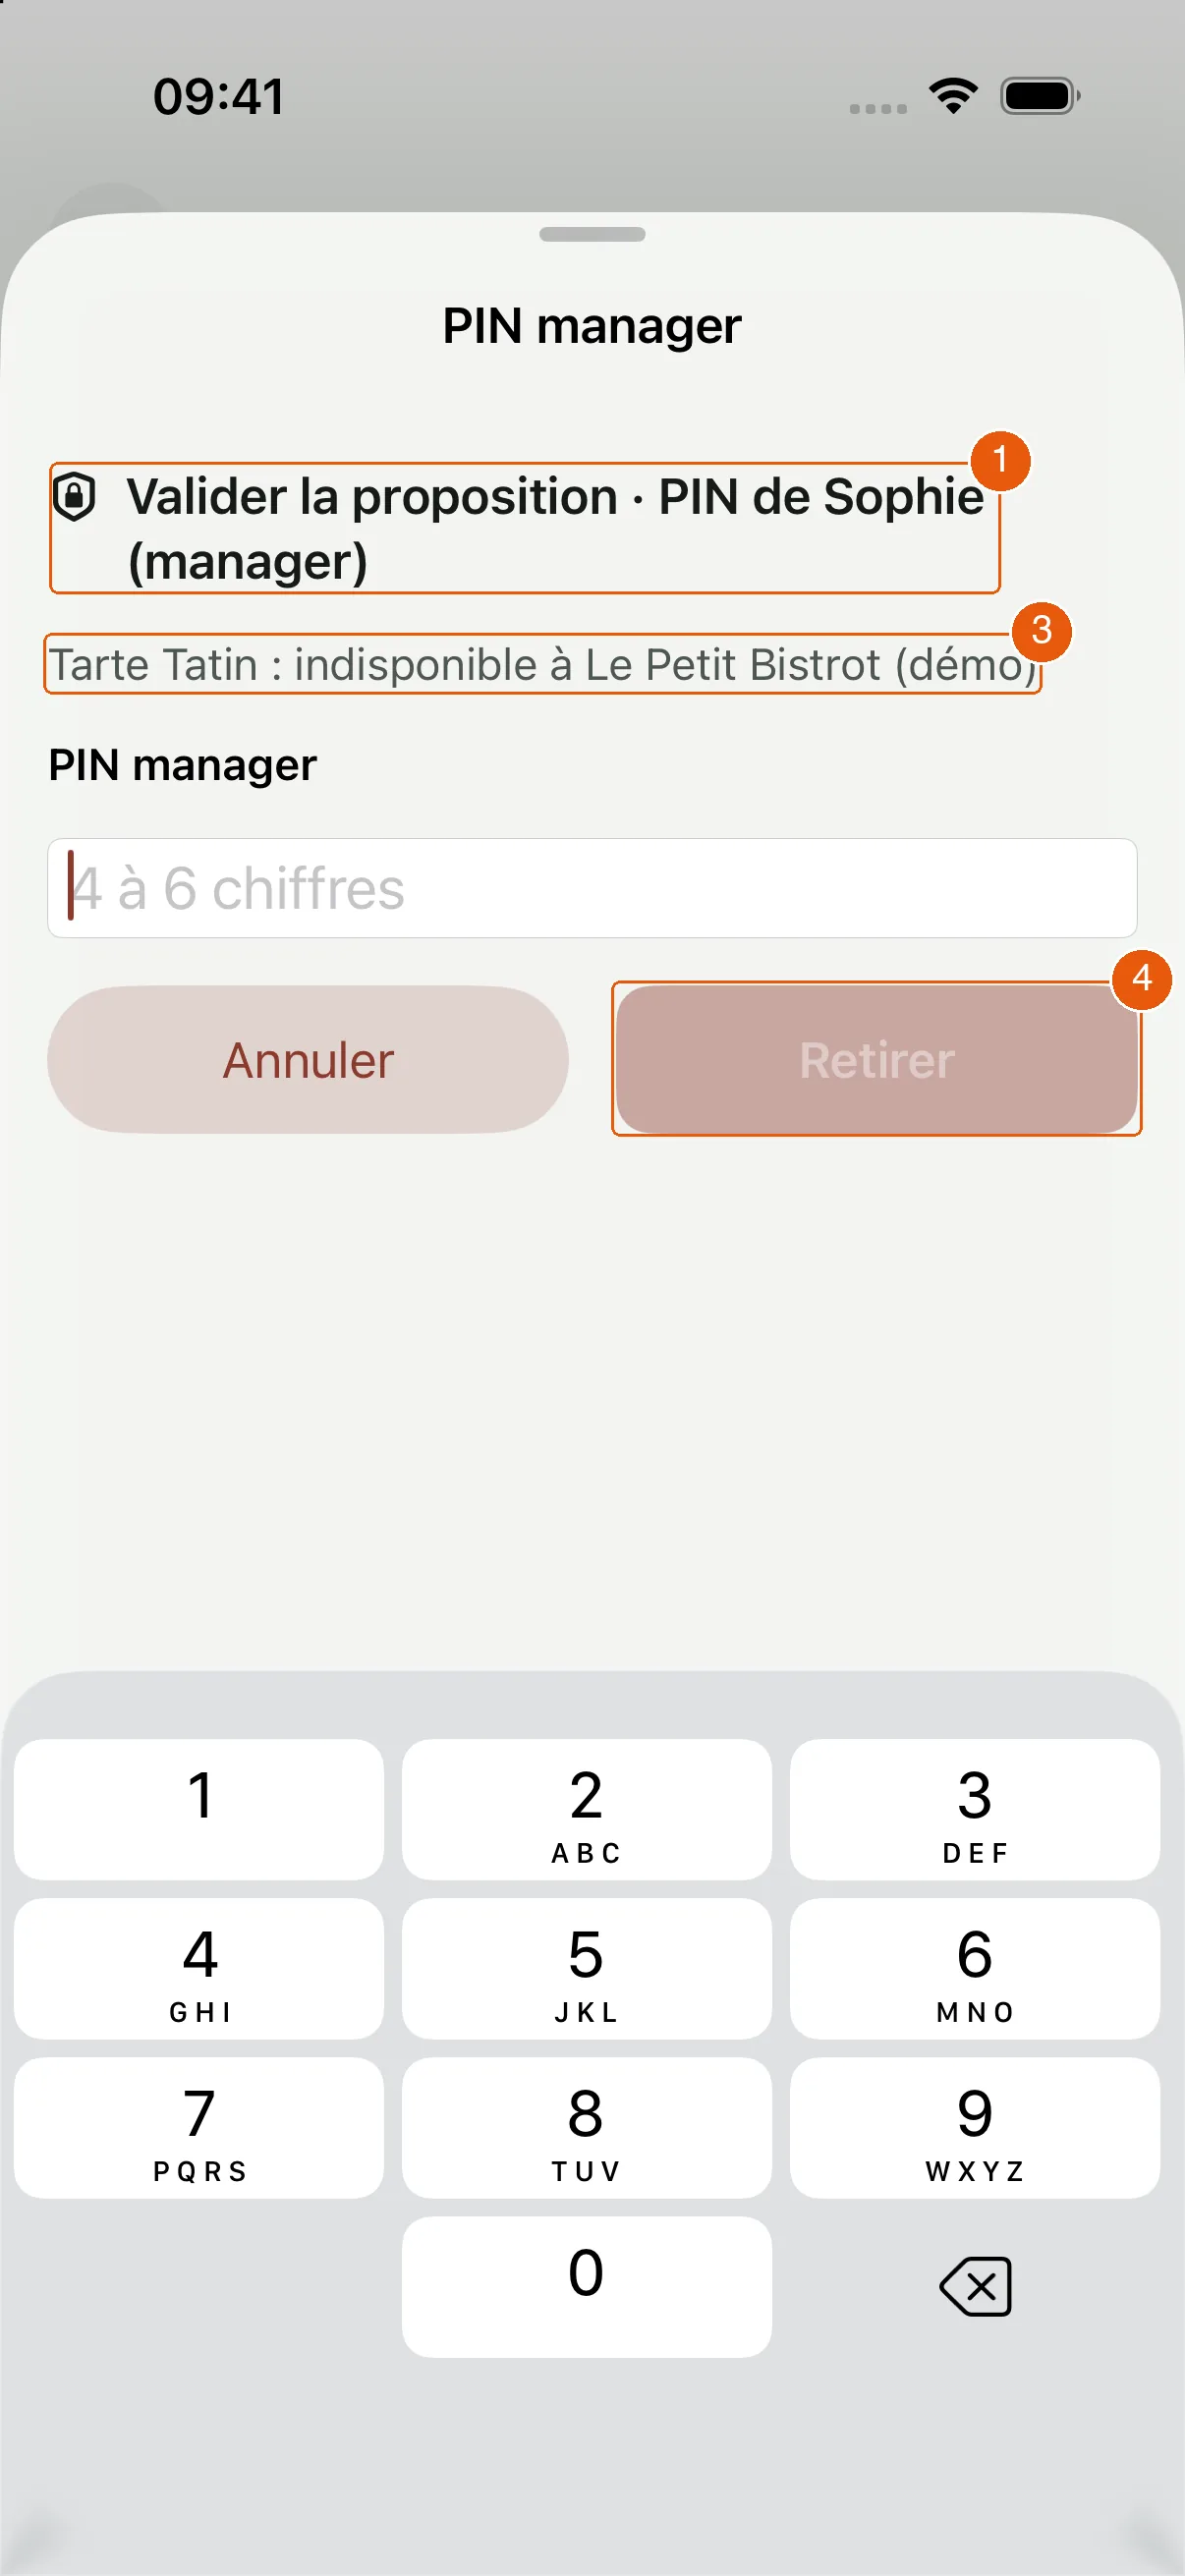 09:41
PIN manager
1
Valider la proposition · PIN de Sophie
(manager)
3
Tarte Tatin : indisponible à Le Petit Bistrot (démo)
PIN manager
4 à 6 chiffres
4
Annuler
Retirer
1
2
ABC
3
DEF
4
GHI
5
JKL
6
MNO
7
PQRS
8
TUV
9
WXYZ
0